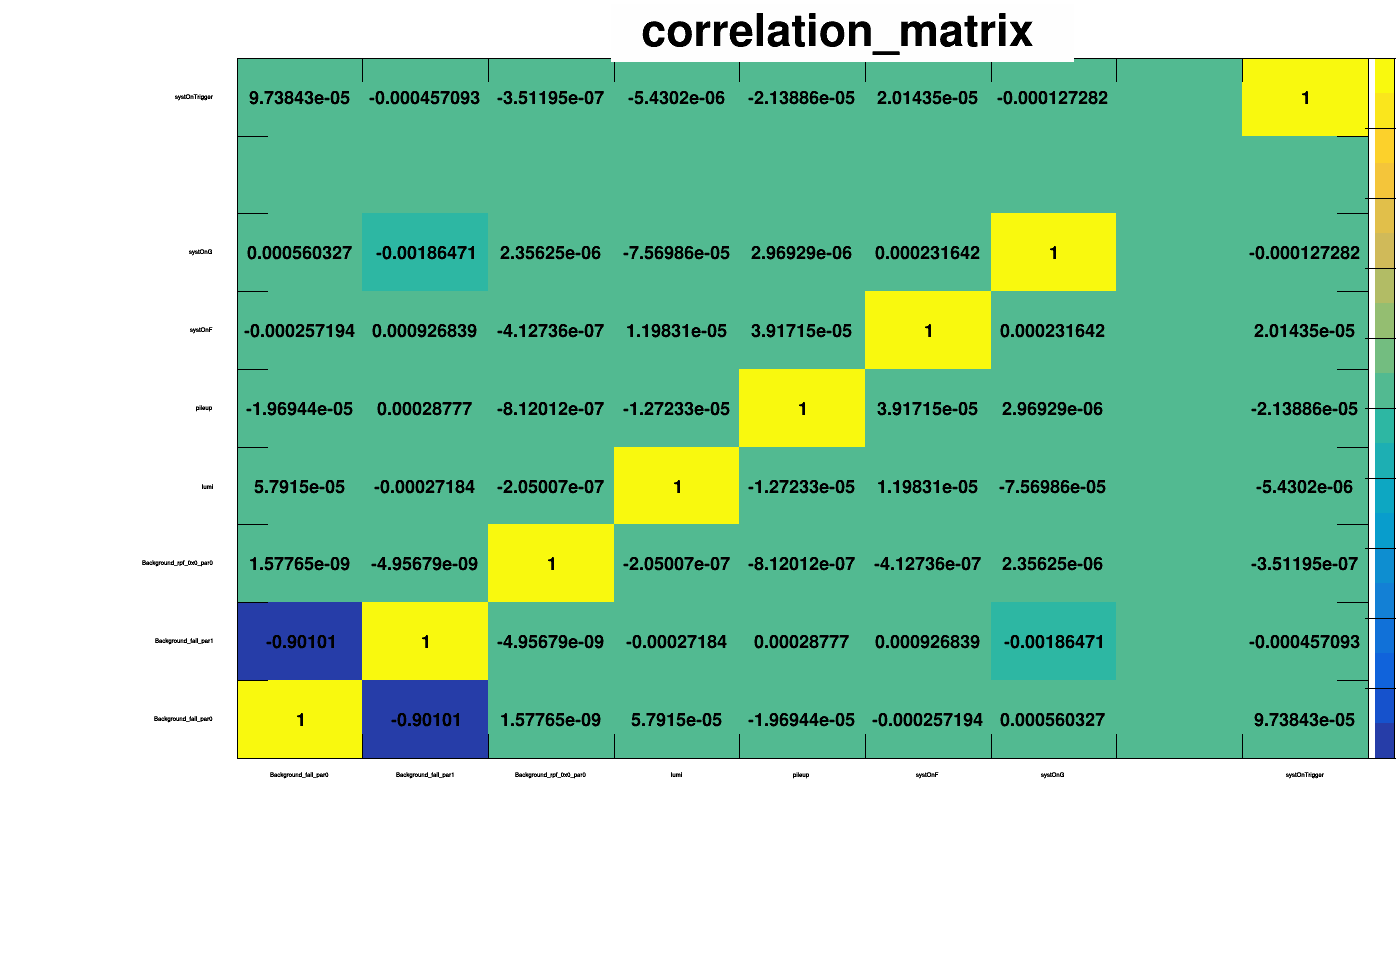 correlation_matrix
systOnTrigger 9.73843e-05 -0.000457093 -3.51195e-07 -5.4302e-06 -2.13886e-05 2.01435e-05 -0.000127282 1
systOnG 0.000560327 -0.00186471 2.35625e-06 -7.56986e-05 2.96929e-06 0.000231642 1 -0.000127282
systOnF -0.000257194 0.000926839 -4.12736e-07 1.19831e-05 3.91715e-05 1 0.000231642 2.01435e-05
pileup -1.96944e-05 0.00028777 -8.12012e-07 -1.27233e-05 1 3.91715e-05 2.96929e-06 -2.13886e-05
lumi 5.7915e-05 -0.00027184 -2.05007e-07 1 -1.27233e-05 1.19831e-05 -7.56986e-05 -5.4302e-06
Background_rpf_0x0_par0 1.57765e-09 -4.95679e-09 1 -2.05007e-07 -8.12012e-07 -4.12736e-07 2.35625e-06 -3.51195e-07
Background_fail_par1 -0.90101 1 -4.95679e-09 -0.00027184 0.00028777 0.000926839 -0.00186471 -0.000457093
Background_fail_par0 1 -0.90101 1.57765e-09 5.7915e-05 -1.96944e-05 -0.000257194 0.000560327 9.73843e-05
Background_fail_par0 Background_fail_par1 Background_rpf_0x0_par0 lumi pileup systOnF systOnG systOnTrigger